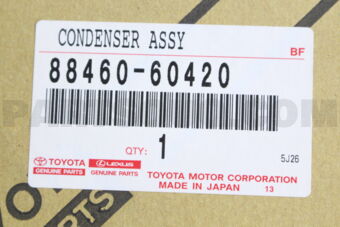 CONDENSER ASSY
BF
88460-60420
QTY: 1
5J26
TOYOTA GENUINE PARTS
LEXUS GENUINE PARTS
TOYOTA MOTOR CORPORATION
MADE IN JAPAN 13
PARTS